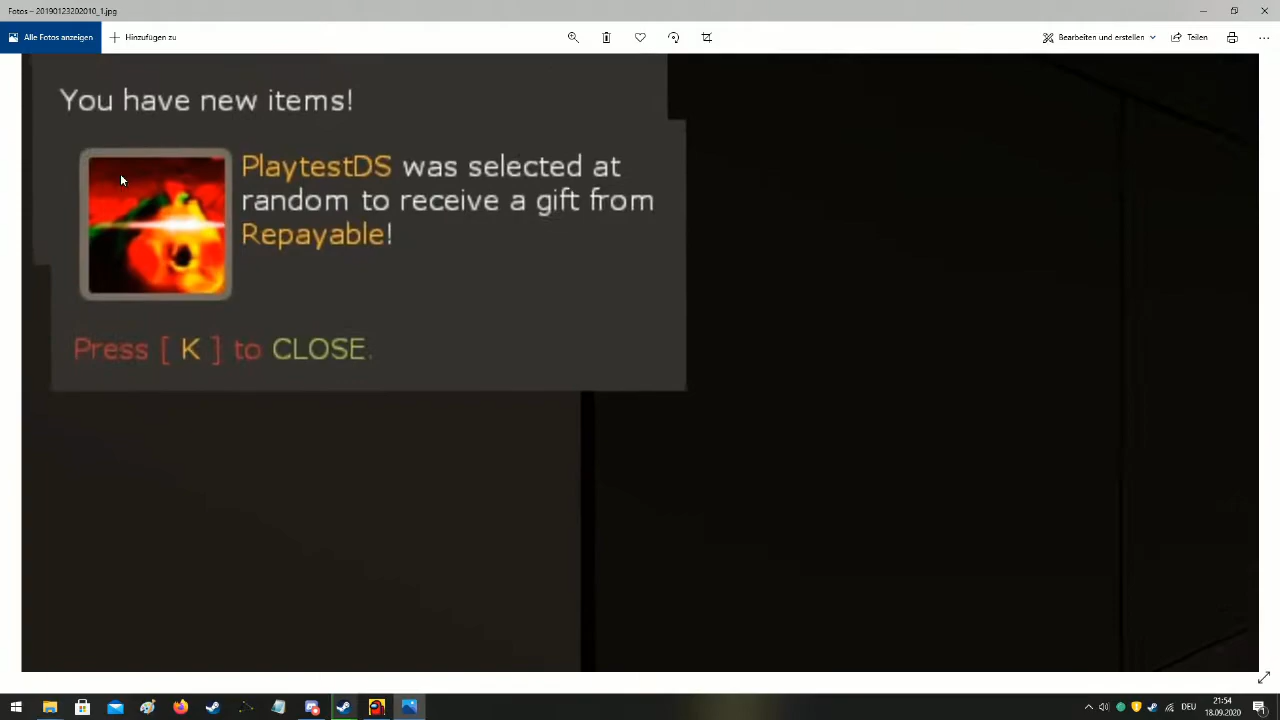 Fotos – 20190123202010_1.jpg
Alle Fotos anzeigen
Hinzufügen zu
Bearbeiten und erstellen
Teilen
You have new items!
PlaytestDS was selected at
random to receive a gift from
Repayable!
Press [ K ] to CLOSE.
DEU
21:54
18.09.2020